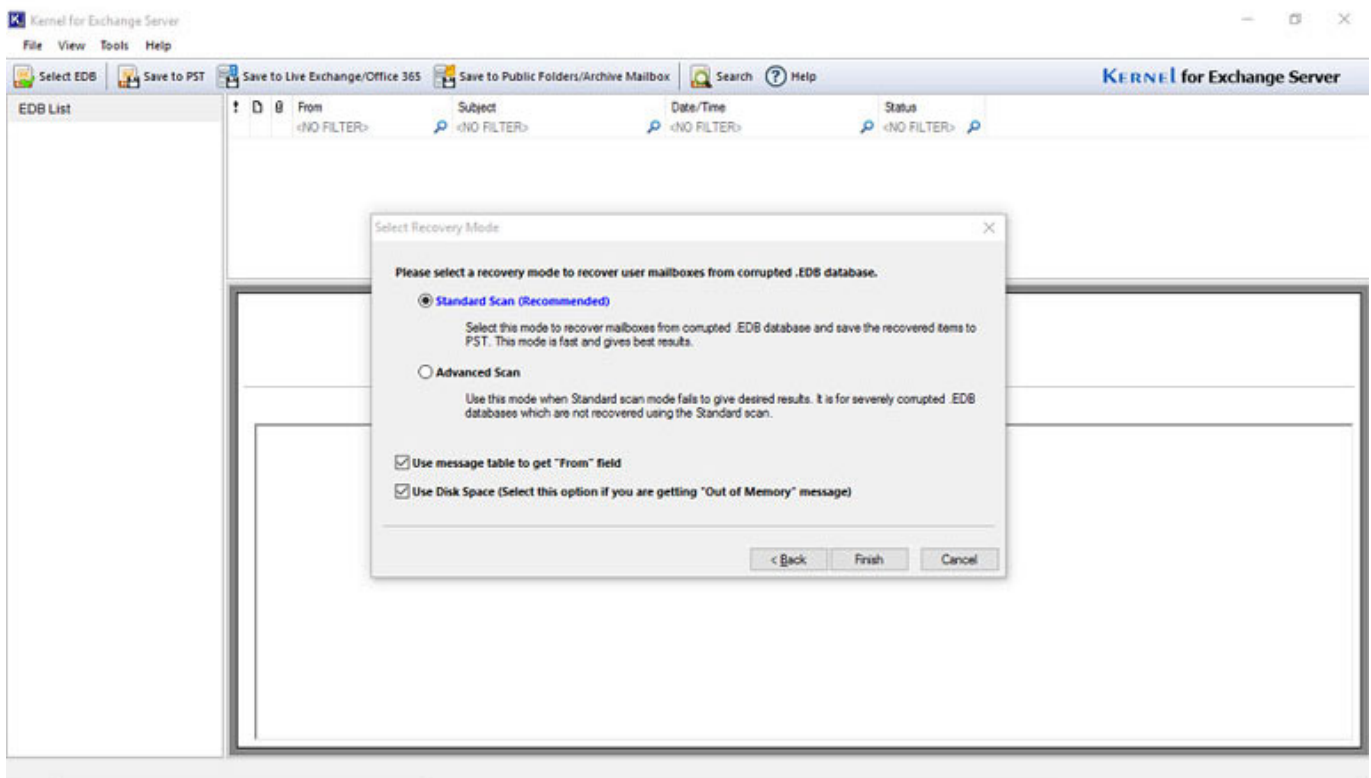 Kernel for Exchange Server
File View Tools Help
Select EDB Save to PST Save to Live Exchange/Office 365 Save to Public Folders/Archive Mailbox Search Help KERNEL for Exchange Server
EDB List
From Subject Date/Time Status
<NO FILTER> <NO FILTER> <NO FILTER> <NO FILTER>
Select Recovery Mode
Please select a recovery mode to recover user mailboxes from corrupted .EDB database.
Standard Scan (Recommended)
Select this mode to recover mailboxes from corrupted .EDB database and save the recovered items to
PST. This mode is fast and gives best results.
Advanced Scan
Use this mode when Standard scan mode fails to give desired results. It is for severely corrupted .EDB
databases which are not recovered using the Standard scan.
Use message table to get "From" field
Use Disk Space (Select this option if you are getting "Out of Memory" message)
< Back Finish Cancel